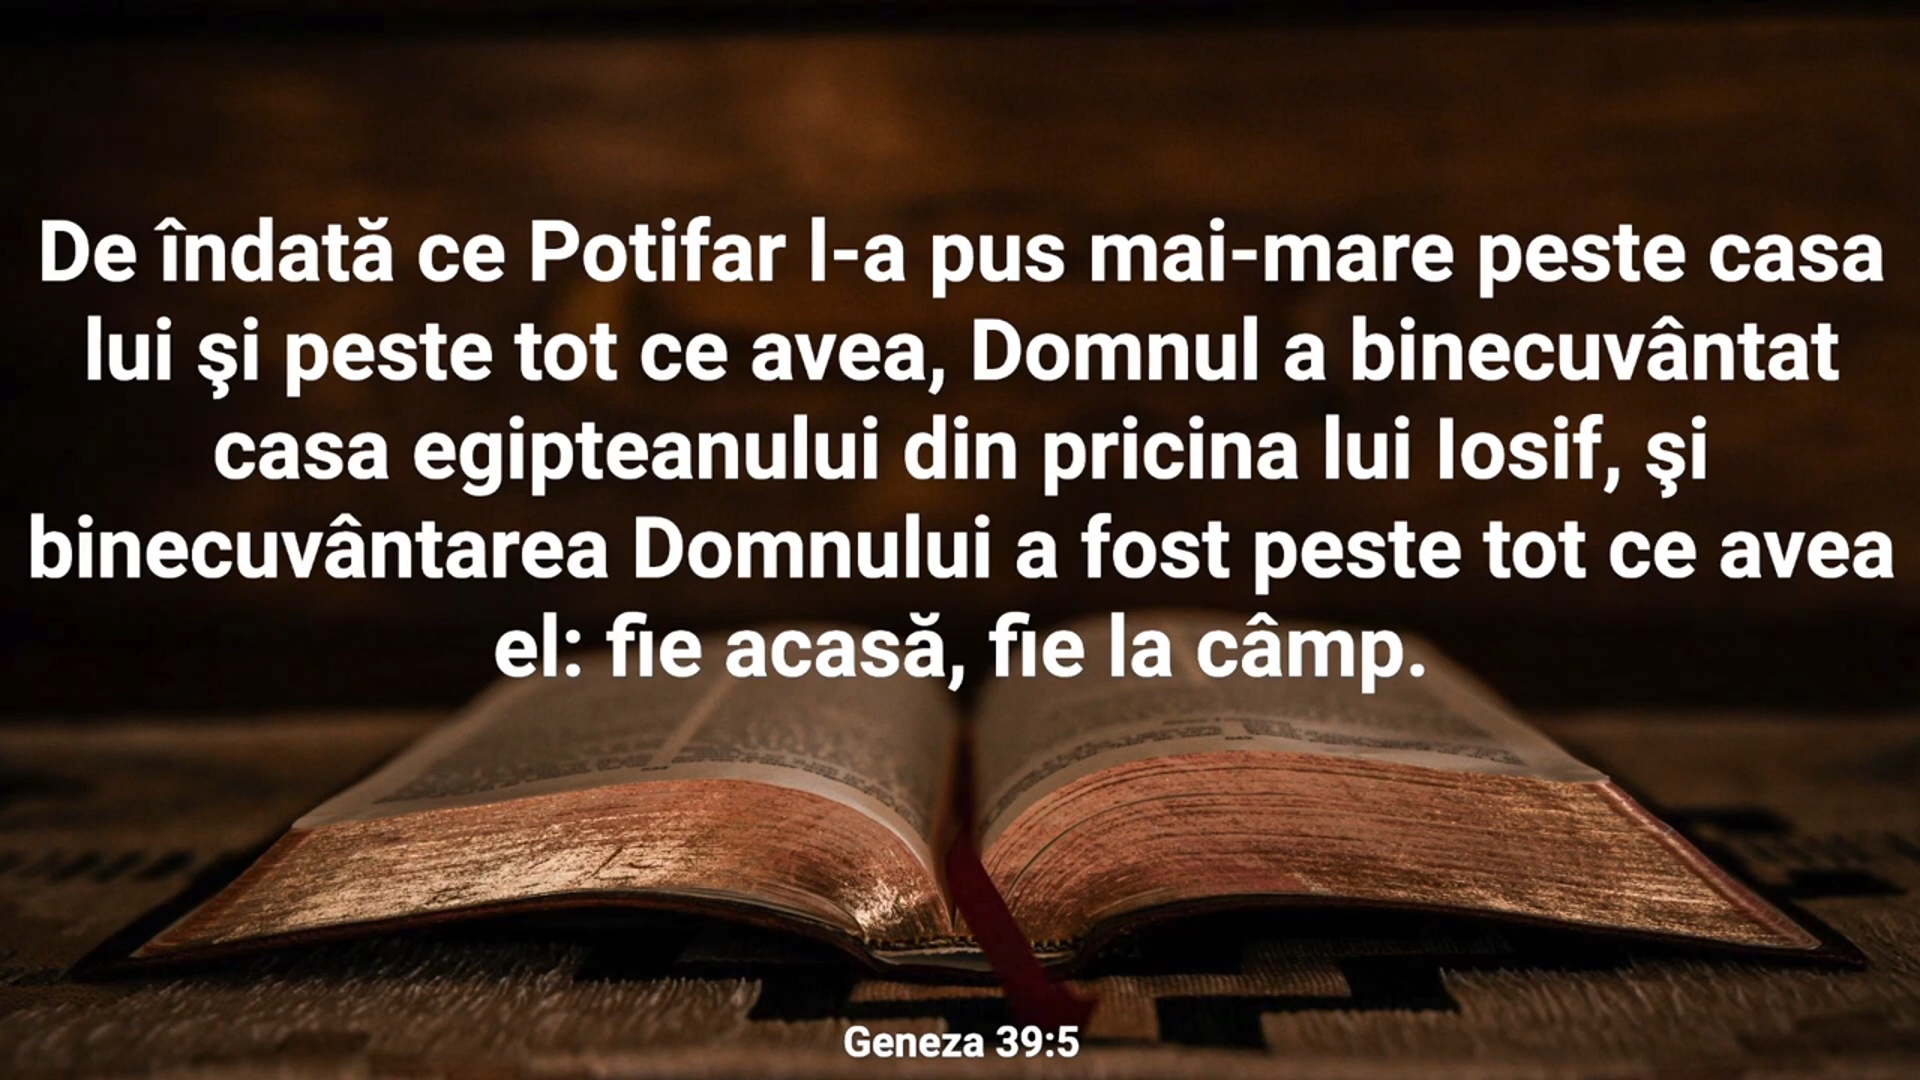 De îndată ce Potifar l-a pus mai-mare peste casa
lui şi peste tot ce avea, Domnul a binecuvântat
casa egipteanului din pricina lui Iosif, şi
binecuvântarea Domnului a fost peste tot ce avea
el: fie acasă, fie la câmp.
Geneza 39:5